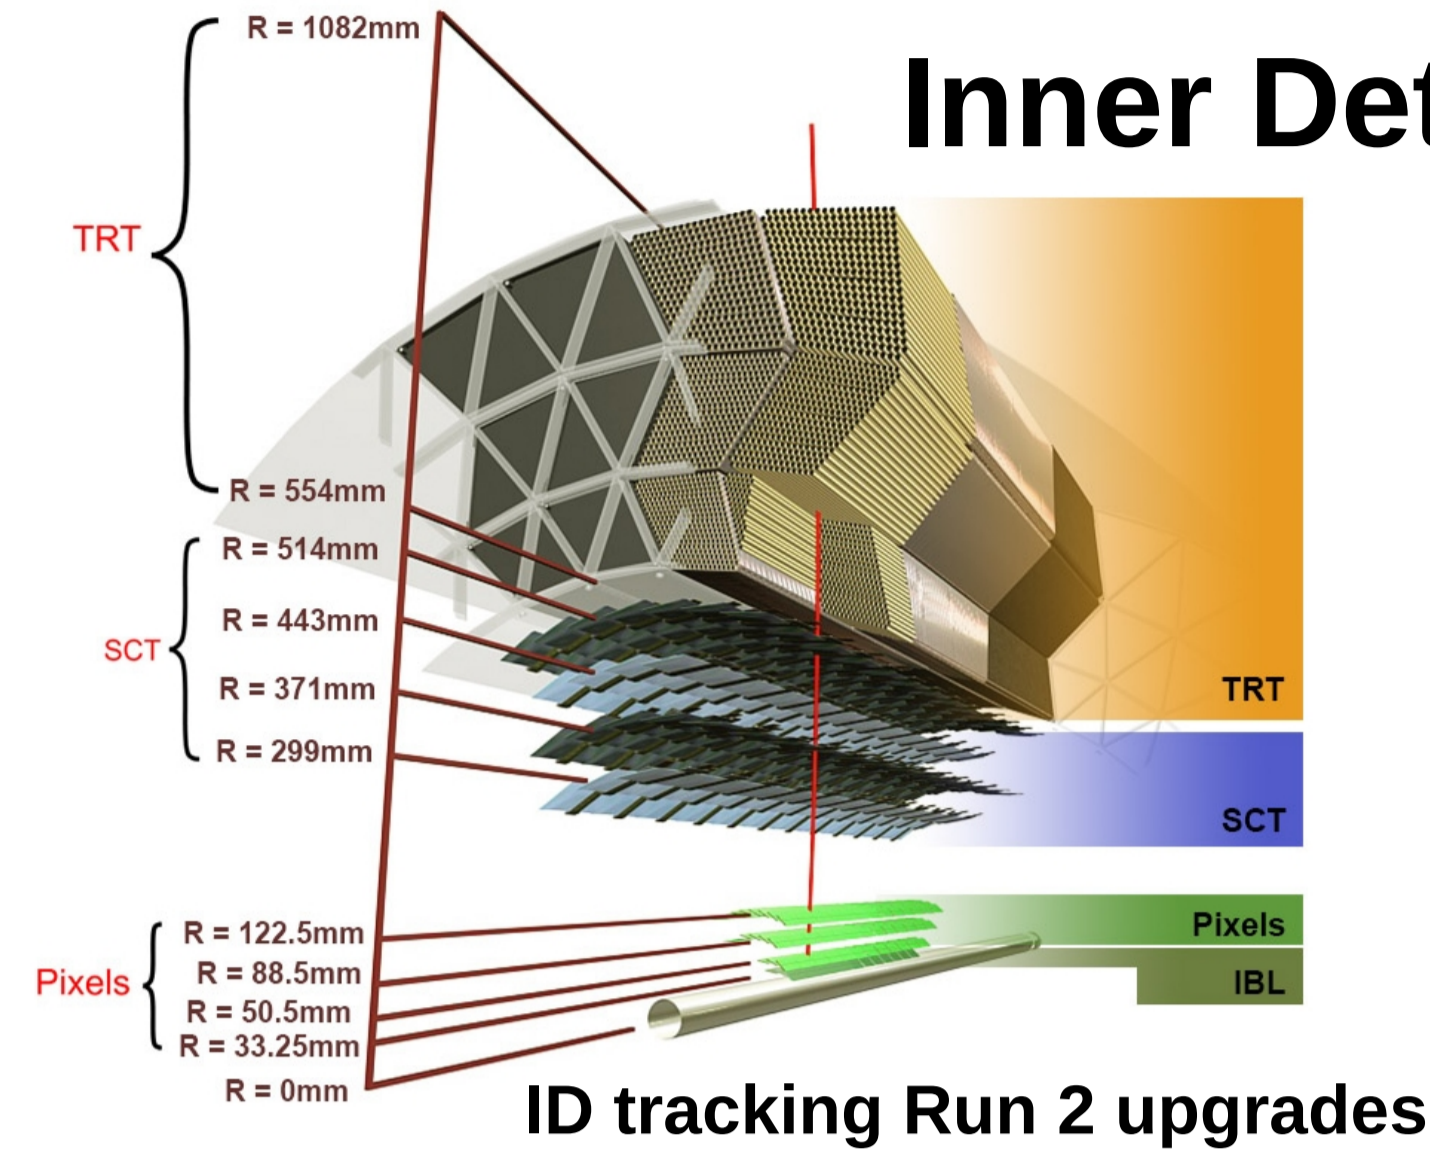 R = 1082mm
Inner Det
TRT
R = 554mm
R = 514mm
R = 443mm
SCT
R = 371mm
TRT
R = 299mm
SCT
R = 122.5mm
Pixels
R = 88.5mm
Pixels
IBL
R = 50.5mm
R = 33.25mm
R = 0mm
ID tracking Run 2 upgrades